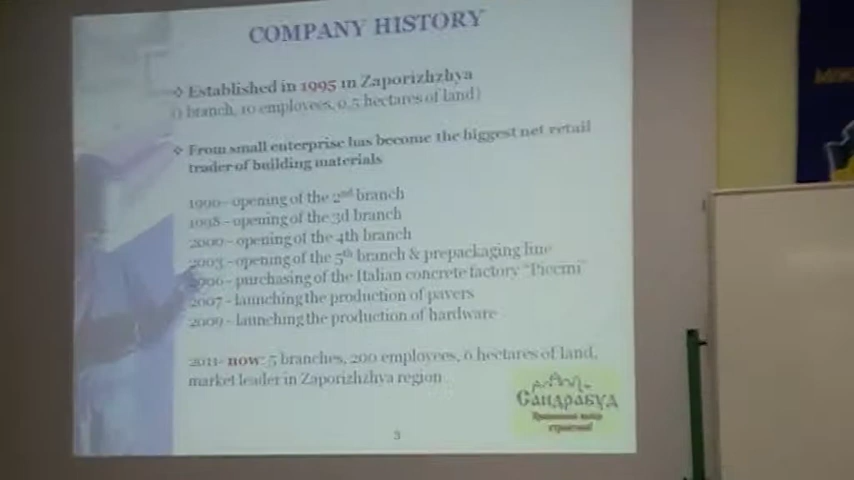 COMPANY HISTORY
❖ Established in 1995 in Zaporizhzhya
(1 branch, 10 employees, 0,5 hectares of land)
❖ From small enterprise has become the biggest net retail
trader of building materials
1996- opening of the 2nd branch
1998 - opening of the 3d branch
2000 - opening of the 4th branch
2003 - opening of the 5th branch & prepackaging line
2006 - purchasing of the Italian concrete factory "Piccini"
2007 - launching the production of pavers
2009 - launching the production of hardware
2011- now: 5 branches, 200 employees, 6 hectares of land,
market leader in Zaporizhzhya region
Сандрабуд
3